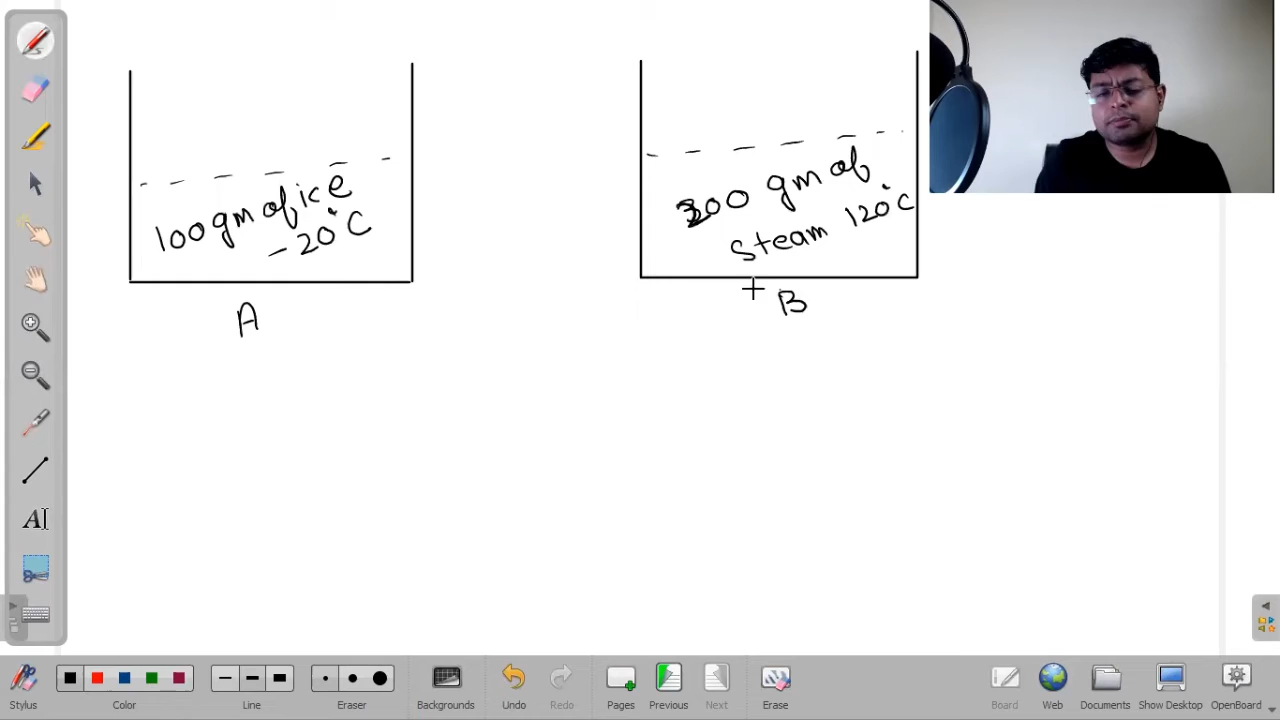 100 gm of ice
- 20°C
A
300 gm of
steam 120°C
B
A
Stylus
Color
Line
Eraser
Backgrounds
Undo
Redo
Pages
Previous
Next
Erase
Board
Web
Documents
Show Desktop
OpenBoard